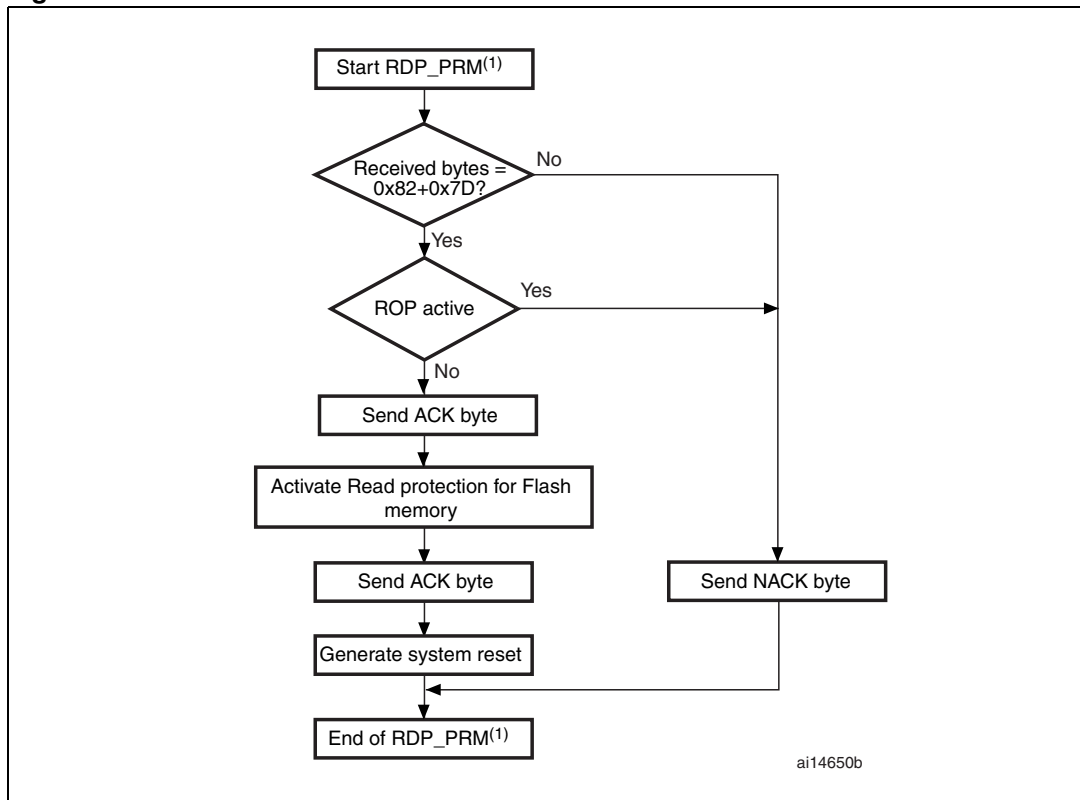 Start RDP_PRM(1)
Received bytes =
0x82+0x7D?
No
Yes
ROP active
Yes
No
Send ACK byte
Activate Read protection for Flash
memory
Send ACK byte
Send NACK byte
Generate system reset
End of RDP_PRM(1)
ai14650b